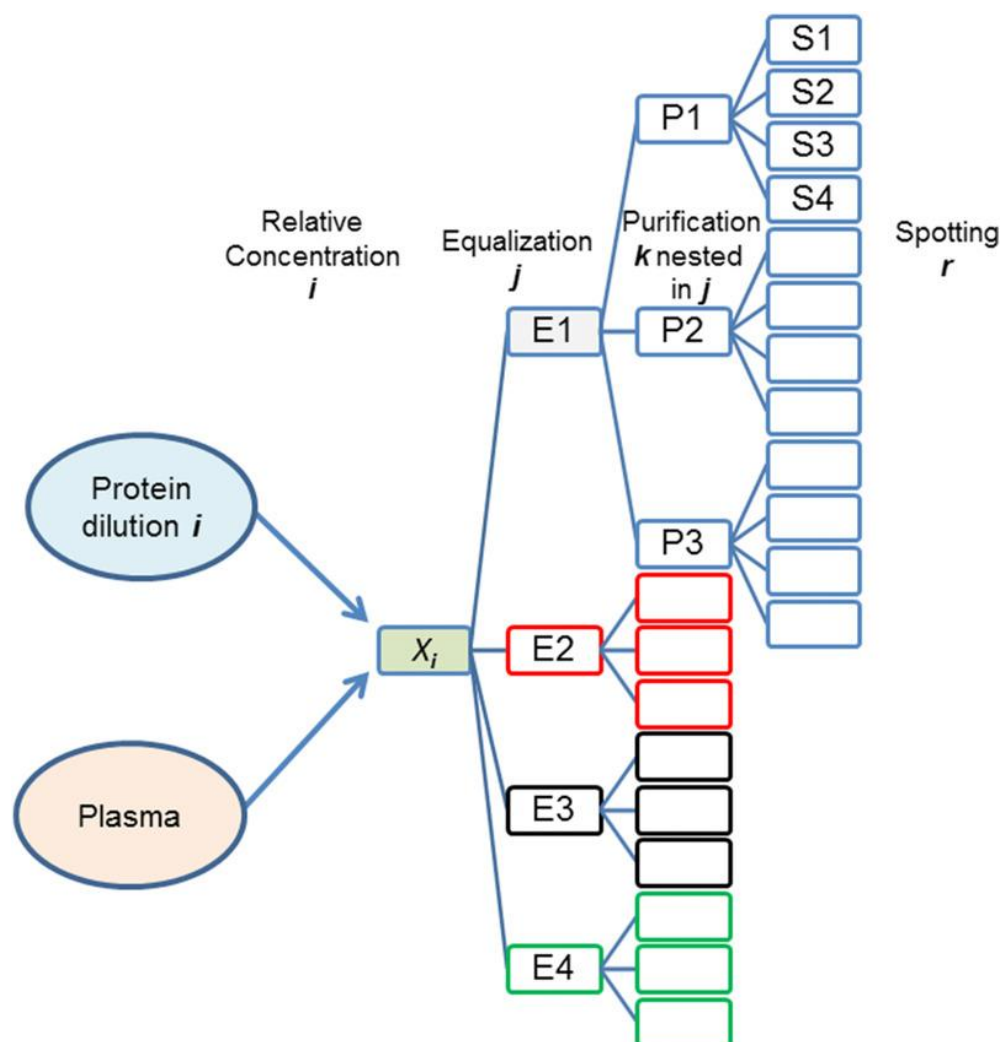 S1
S2
P1
S3
S4
Relative
Concentration
i
Equalization
j
Purification
k nested
in j
Spotting
r
E1
P2
Protein
dilution i
P3
Xi
E2
Plasma
E3
E4